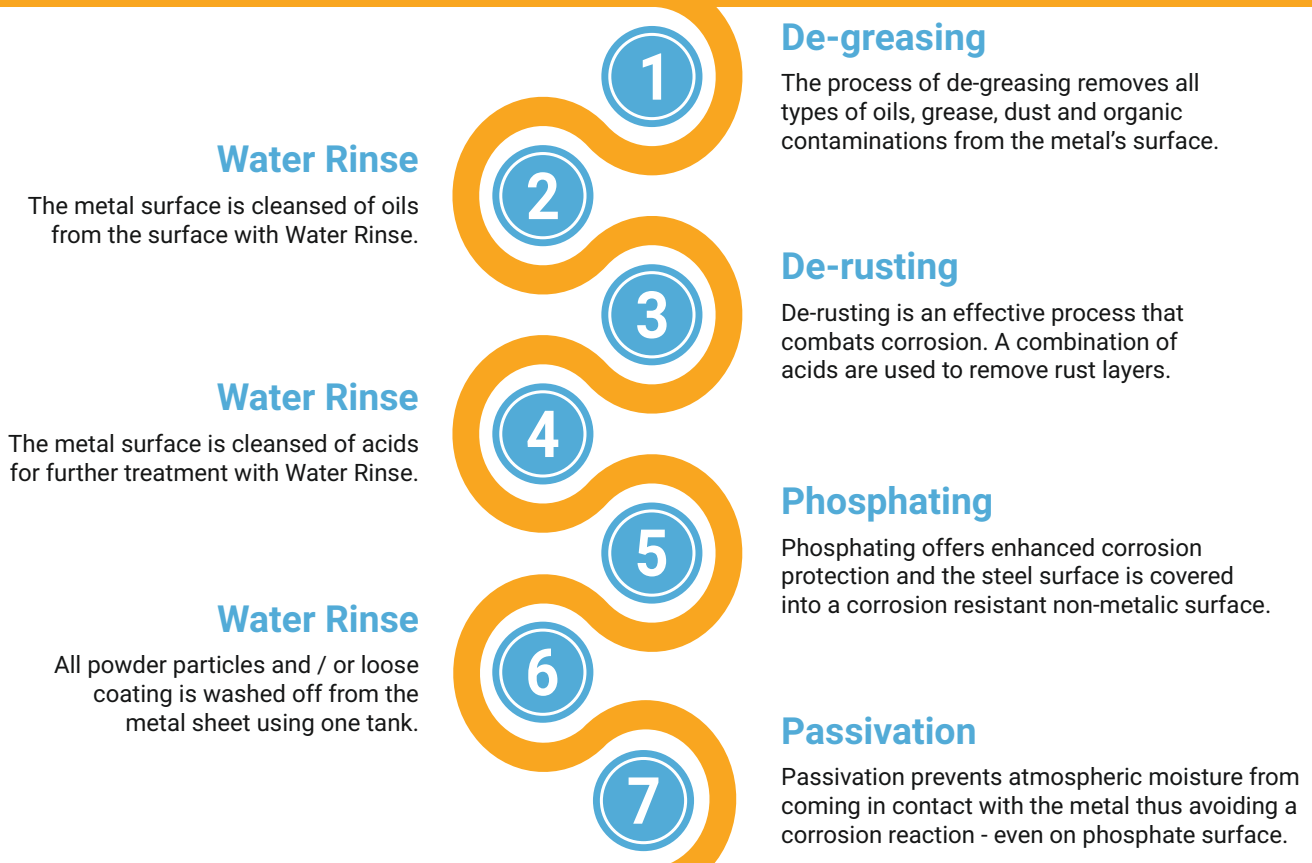 1
De-greasing
The process of de-greasing removes all
types of oils, grease, dust and organic
contaminations from the metal’s surface.
Water Rinse
2
The metal surface is cleansed of oils
from the surface with Water Rinse.
3
De-rusting
De-rusting is an effective process that
combats corrosion. A combination of
acids are used to remove rust layers.
Water Rinse
4
The metal surface is cleansed of acids
for further treatment with Water Rinse.
5
Phosphating
Phosphating offers enhanced corrosion
protection and the steel surface is covered
into a corrosion resistant non-metalic surface.
Water Rinse
6
All powder particles and / or loose
coating is washed off from the
metal sheet using one tank.
7
Passivation
Passivation prevents atmospheric moisture from
coming in contact with the metal thus avoiding a
corrosion reaction - even on phosphate surface.